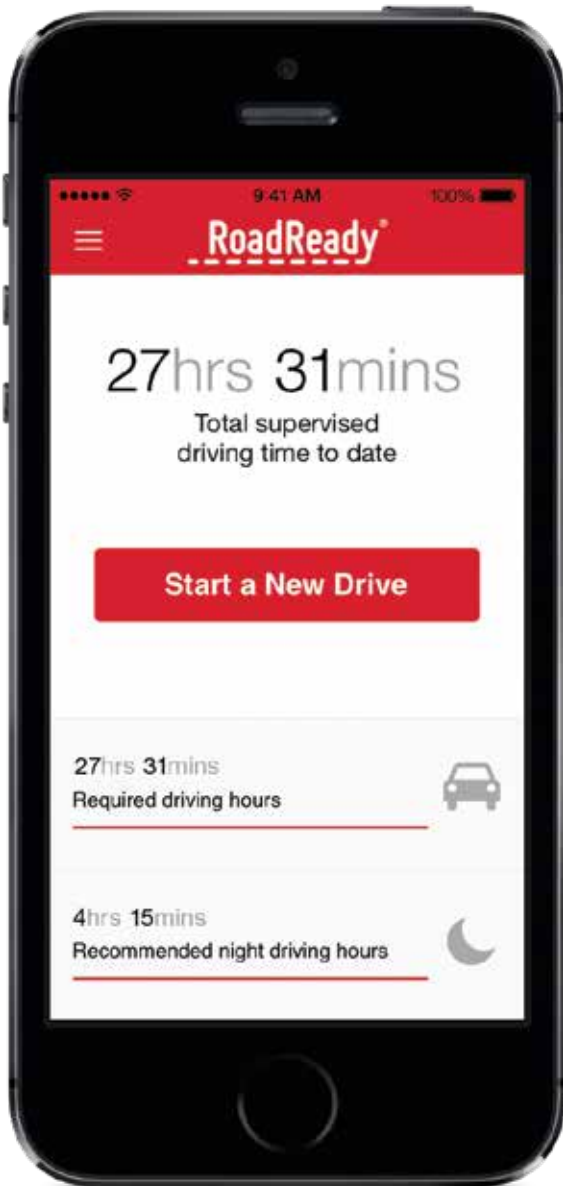 9:41 AM
100%
RoadReady®
27hrs 31mins
Total supervised
driving time to date
Start a New Drive
27hrs 31mins
Required driving hours
4hrs 15mins
Recommended night driving hours